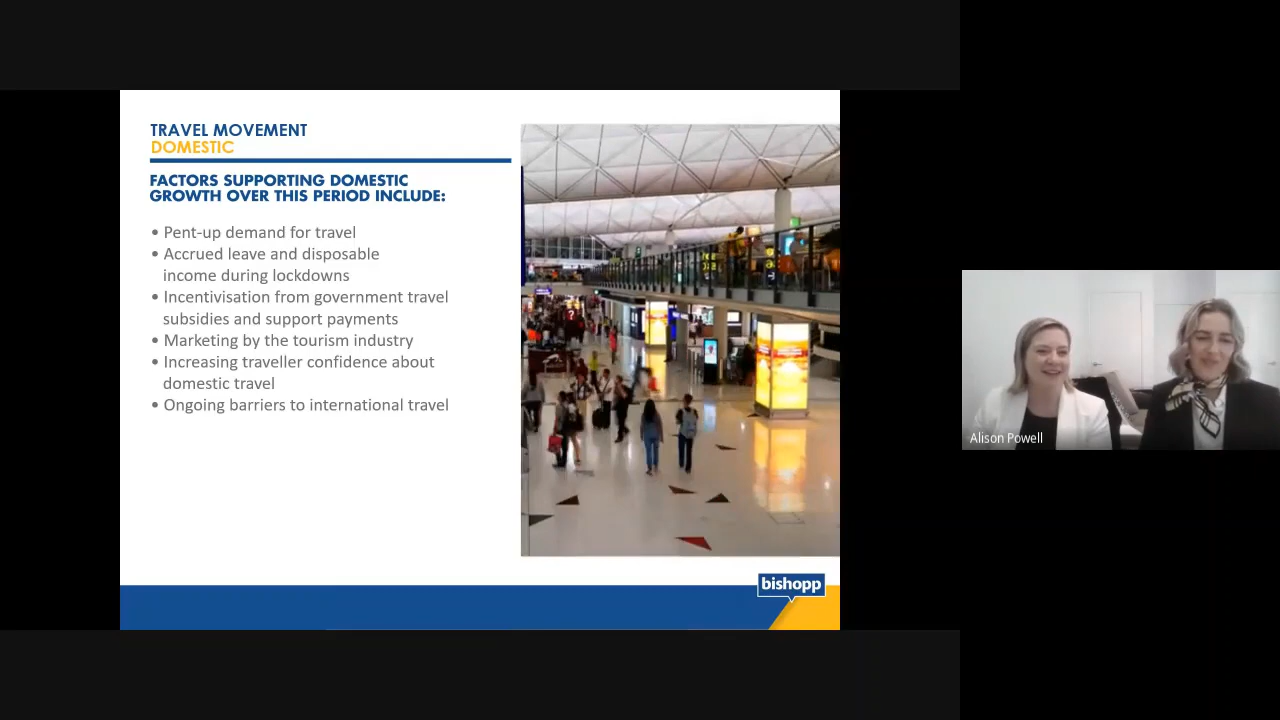 TRAVEL MOVEMENT
DOMESTIC
FACTORS SUPPORTING DOMESTIC
GROWTH OVER THIS PERIOD INCLUDE:
• Pent-up demand for travel
• Accrued leave and disposable
income during lockdowns
• Incentivisation from government travel
subsidies and support payments
• Marketing by the tourism industry
• Increasing traveller confidence about
domestic travel
• Ongoing barriers to international travel
?
bishopp
Alison Powell